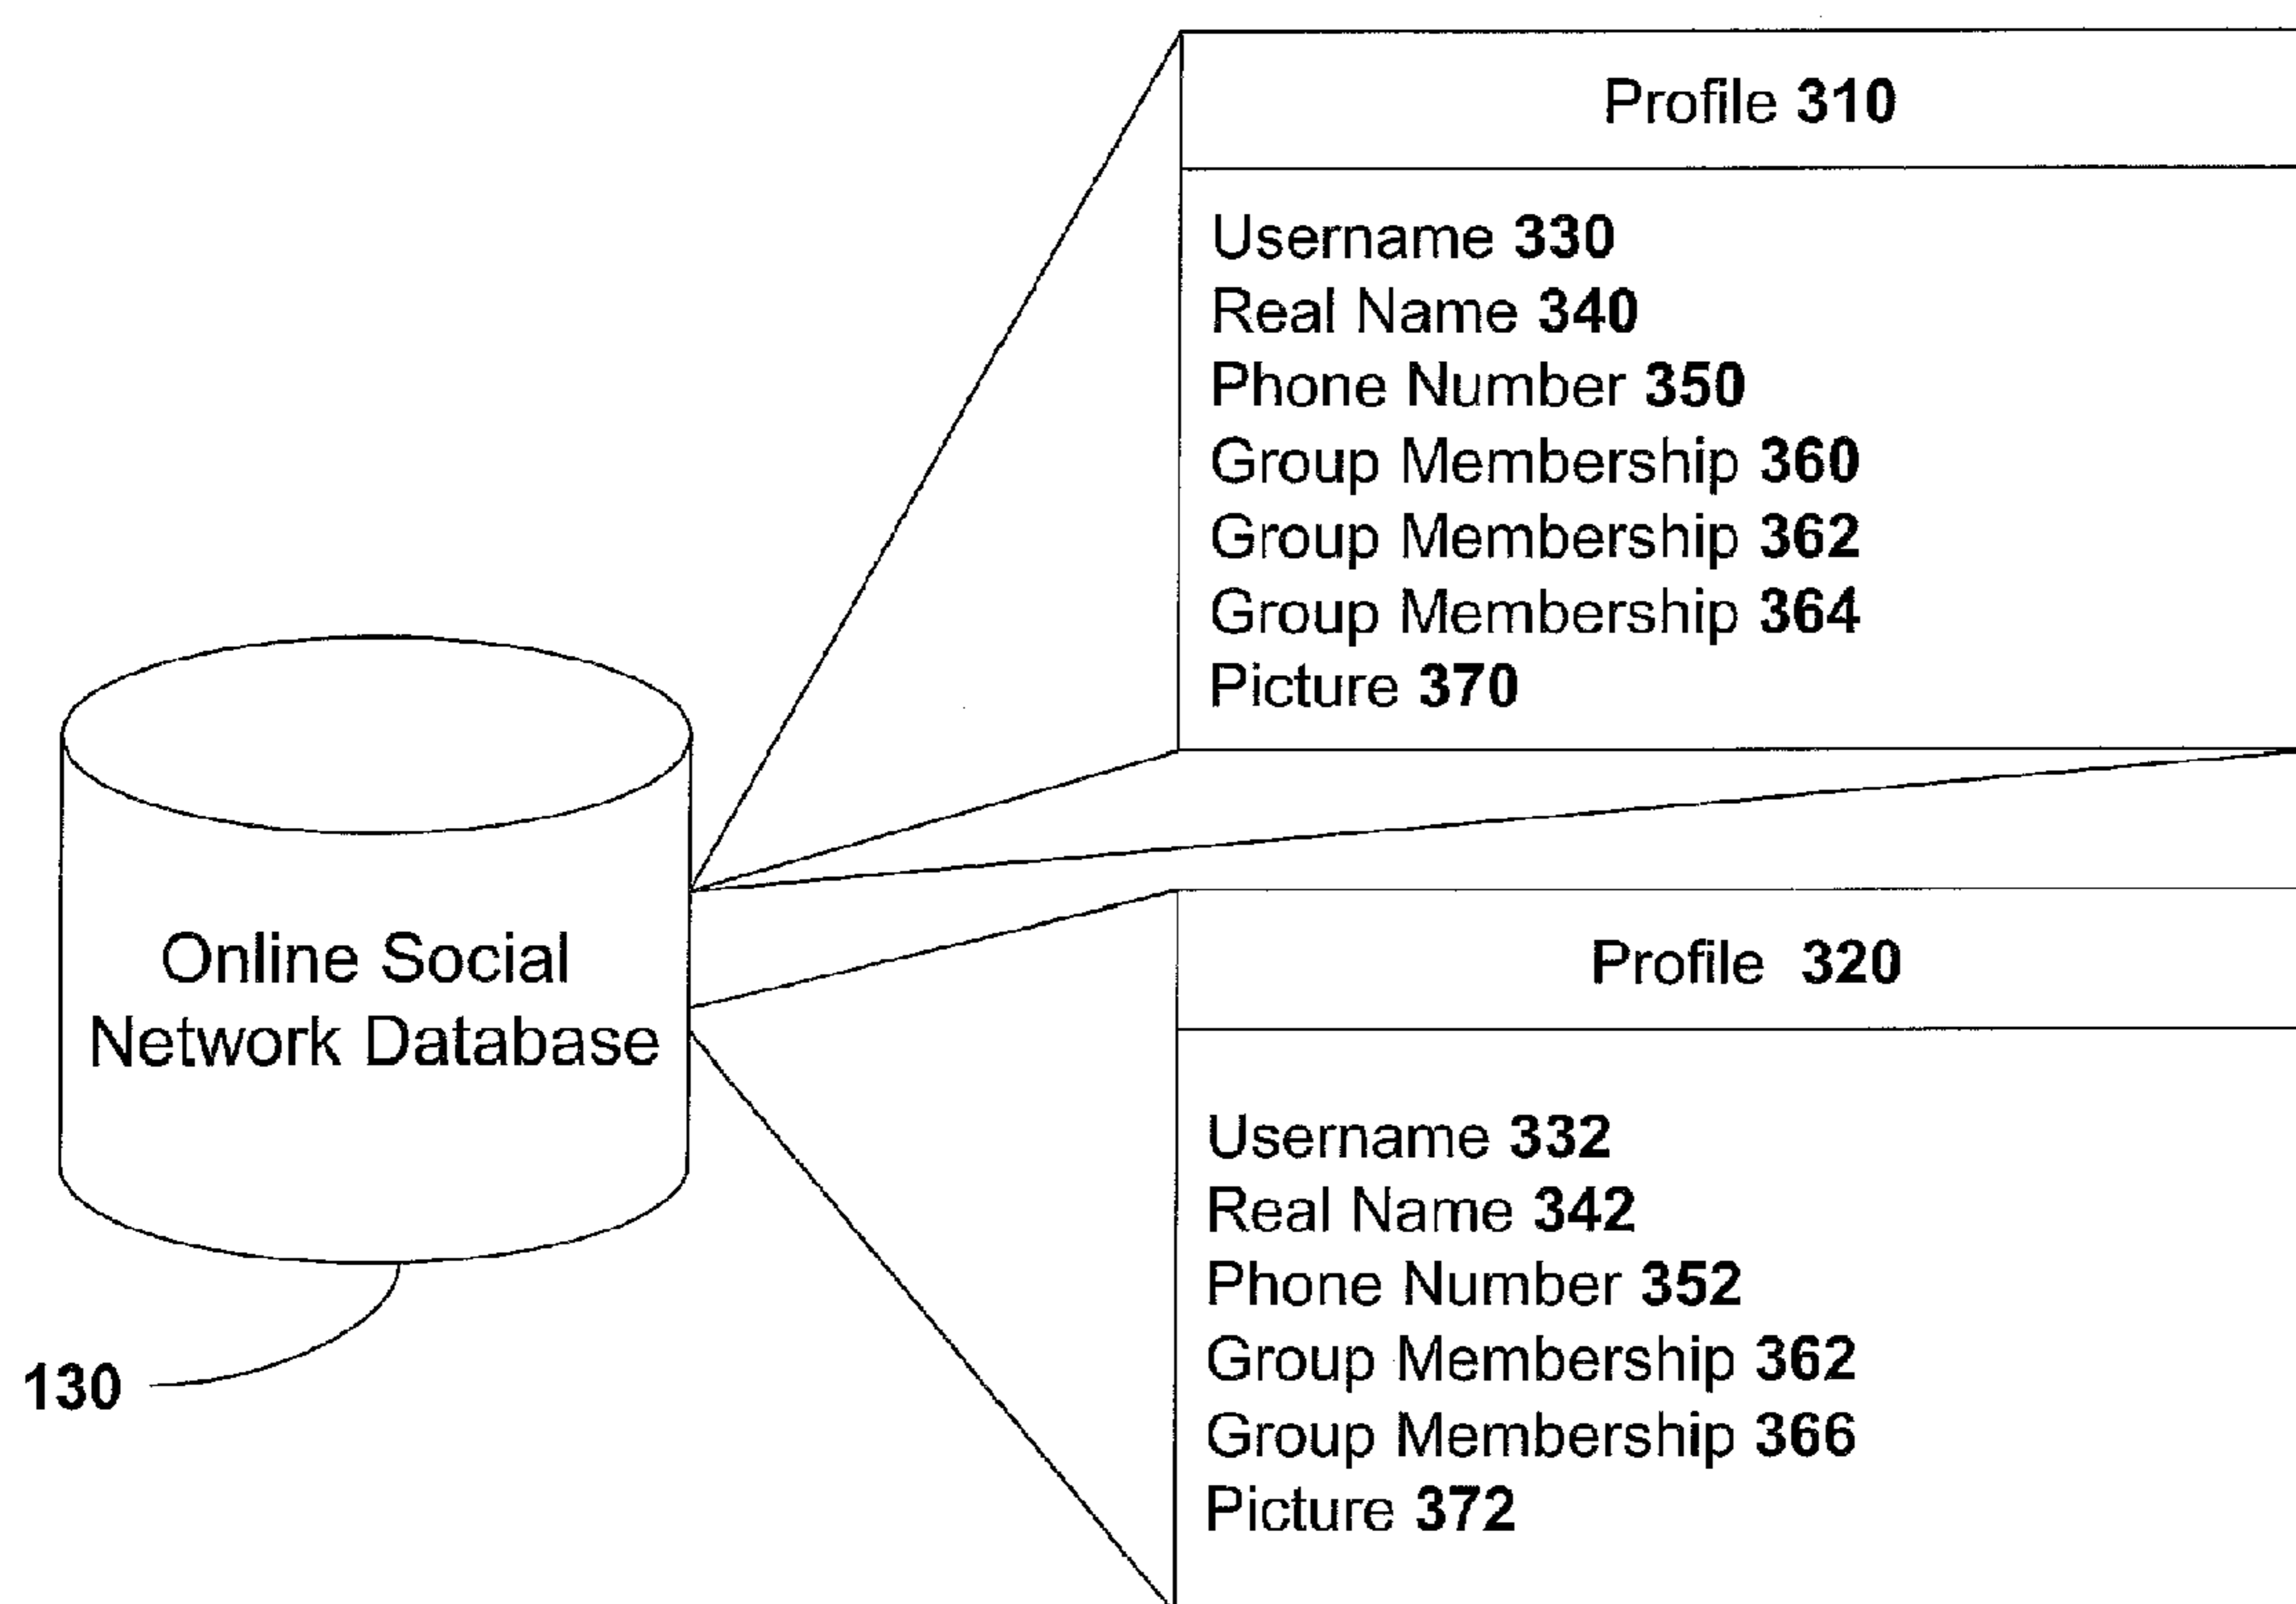 Profile 310
Username 330
Real Name 340
Phone Number 350
Group Membership 360
Group Membership 362
Group Membership 364
Picture 370
Online Social
Network Database
130
Profile 320
Username 332
Real Name 342
Phone Number 352
Group Membership 362
Group Membership 366
Picture 372